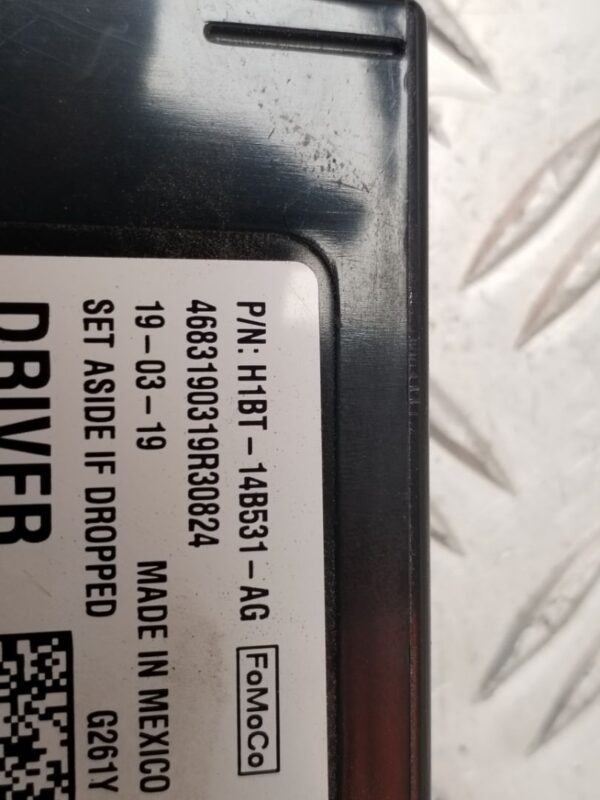 P/N: H1BT-14B531-AG FoMoCo
4683190319R30824
19-03-19 MADE IN MEXICO
SET ASIDE IF DROPPED G261Y
DRIVER